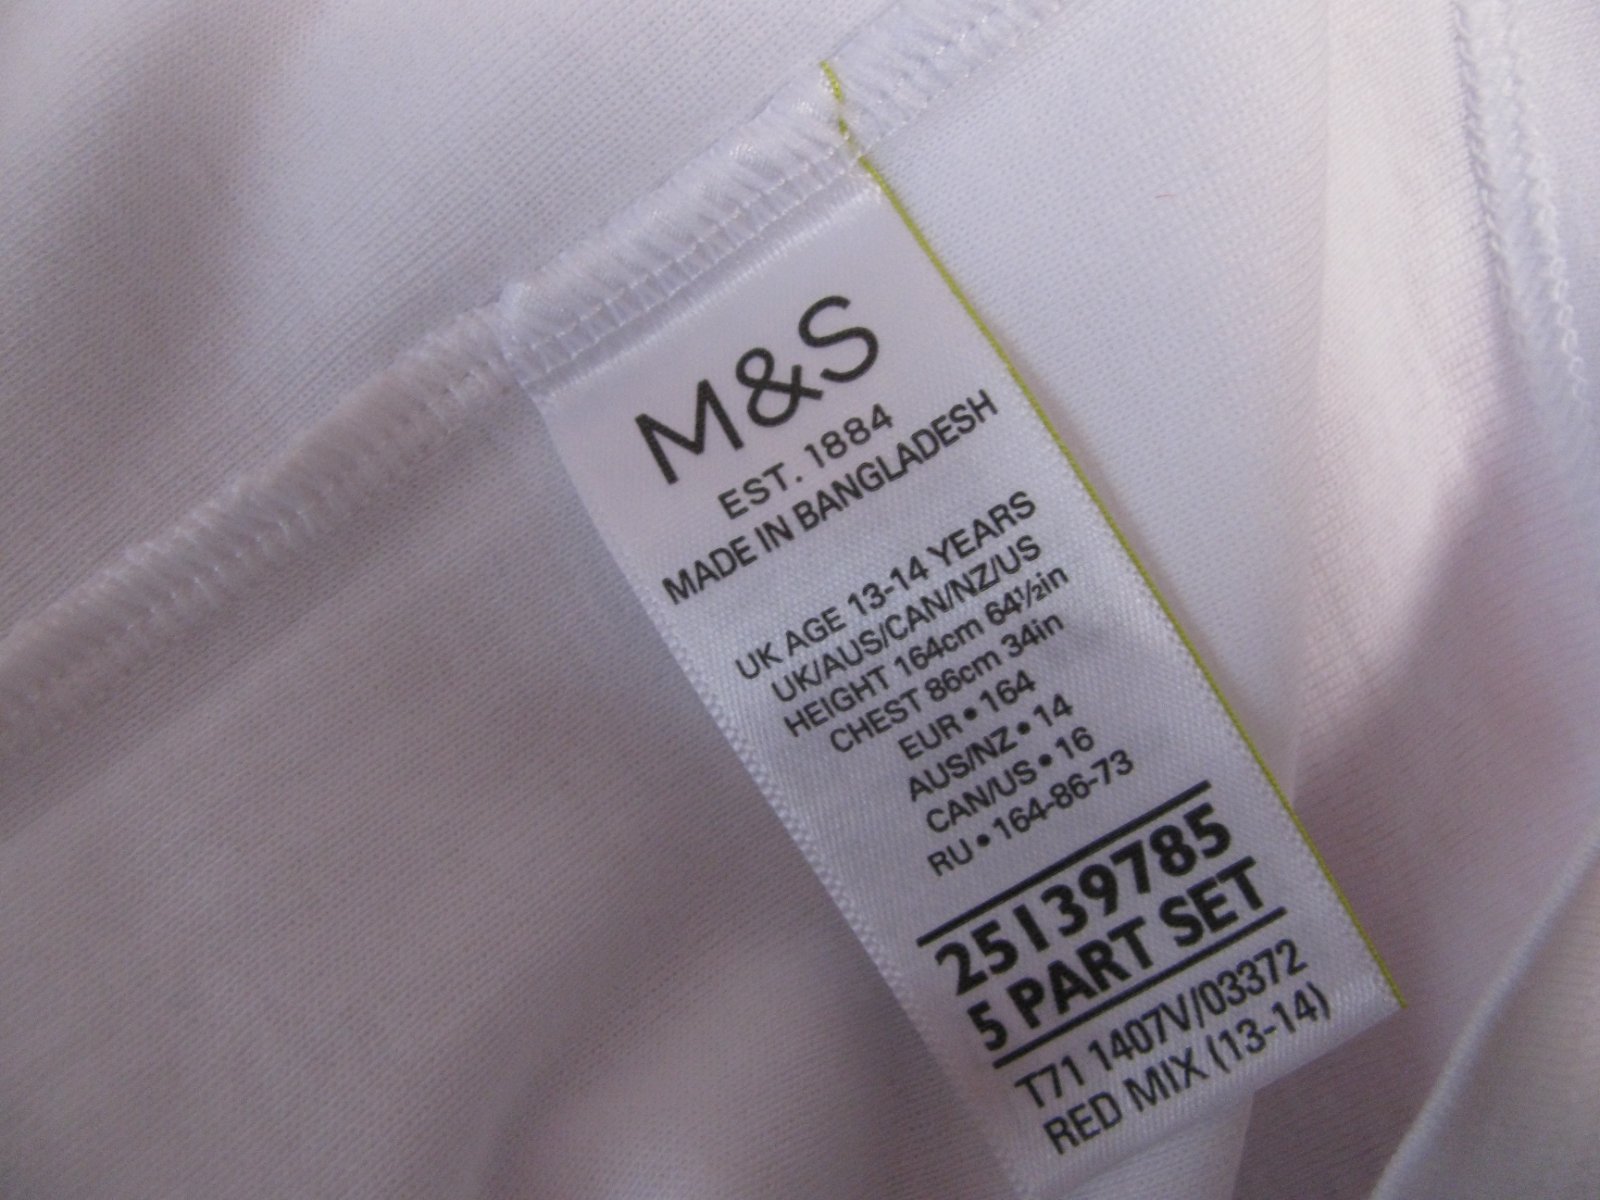 M&S
EST. 1884
MADE IN BANGLADESH
UK AGE 13-14 YEARS
UK/AUS/CAN/NZ/US
HEIGHT 164cm 64½in
CHEST 86cm 34in
EUR • 164
AUS/NZ • 14
CAN/US • 16
RU • 164-86-73
25139785
5 PART SET
T71 1407V/03372
RED MIX (13-14)